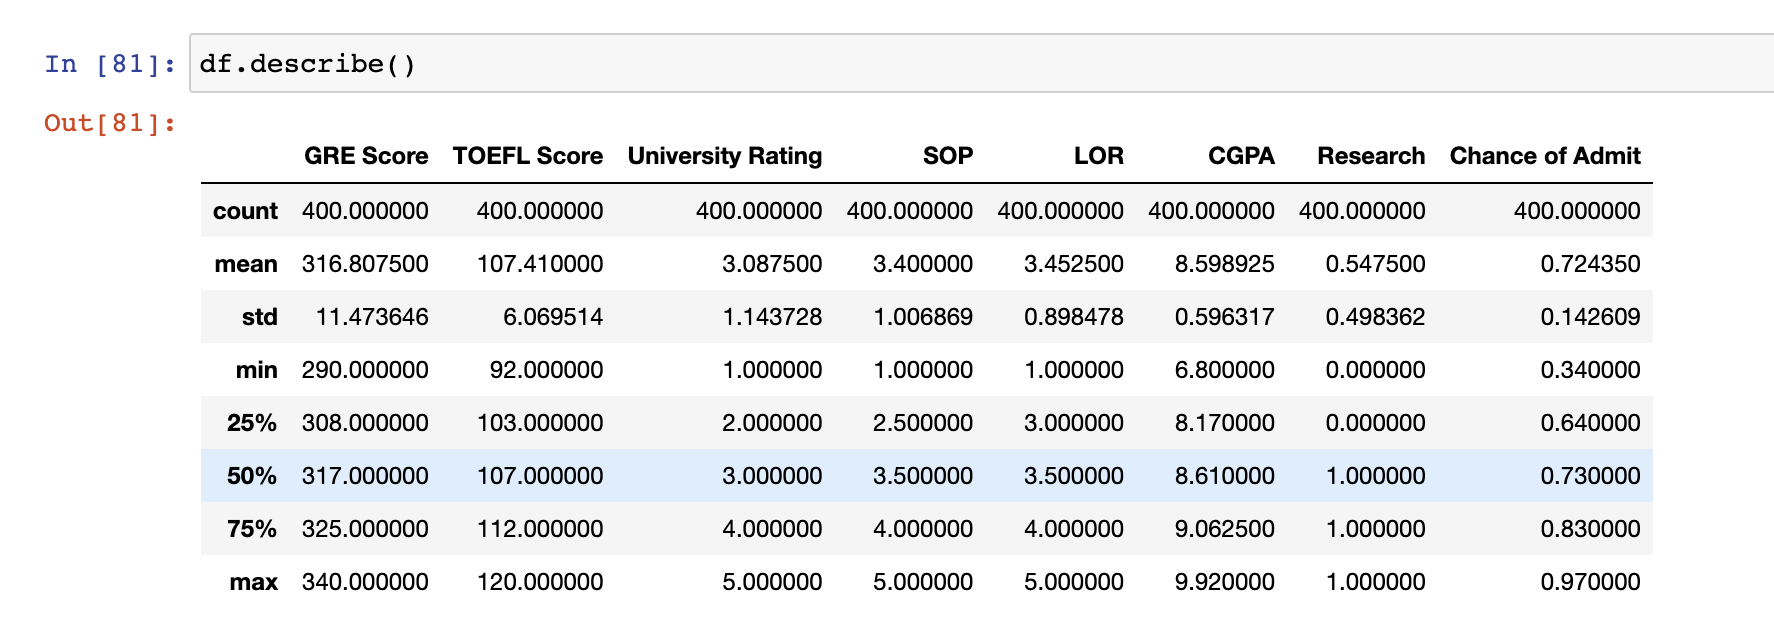 In [81]: df.describe()
Out[81]:
GRE Score TOEFL Score University Rating SOP LOR CGPA Research Chance of Admit
count 400.000000 400.000000 400.000000 400.000000 400.000000 400.000000 400.000000 400.000000
mean 316.807500 107.410000 3.087500 3.400000 3.452500 8.598925 0.547500 0.724350
std 11.473646 6.069514 1.143728 1.006869 0.898478 0.596317 0.498362 0.142609
min 290.000000 92.000000 1.000000 1.000000 1.000000 6.800000 0.000000 0.340000
25% 308.000000 103.000000 2.000000 2.500000 3.000000 8.170000 0.000000 0.640000
50% 317.000000 107.000000 3.000000 3.500000 3.500000 8.610000 1.000000 0.730000
75% 325.000000 112.000000 4.000000 4.000000 4.000000 9.062500 1.000000 0.830000
max 340.000000 120.000000 5.000000 5.000000 5.000000 9.920000 1.000000 0.970000